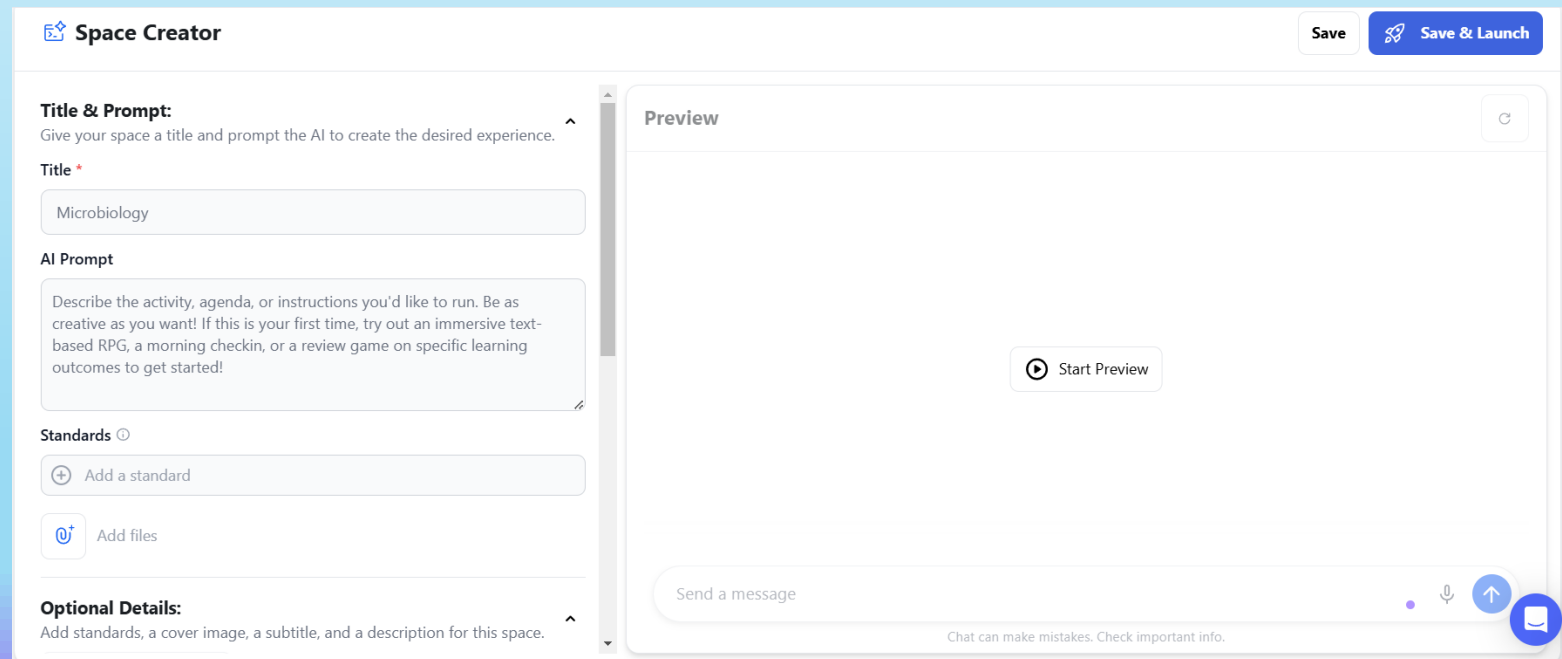 Space Creator
Save
Save & Launch
Title & Prompt:
Give your space a title and prompt the AI to create the desired experience.
Title *
Microbiology
AI Prompt
Describe the activity, agenda, or instructions you'd like to run. Be as
creative as you want! If this is your first time, try out an immersive text-
based RPG, a morning checkin, or a review game on specific learning
outcomes to get started!
Standards
Add a standard
Add files
Optional Details:
Add standards, a cover image, a subtitle, and a description for this space.
Preview
Start Preview
Send a message
Chat can make mistakes. Check important info.